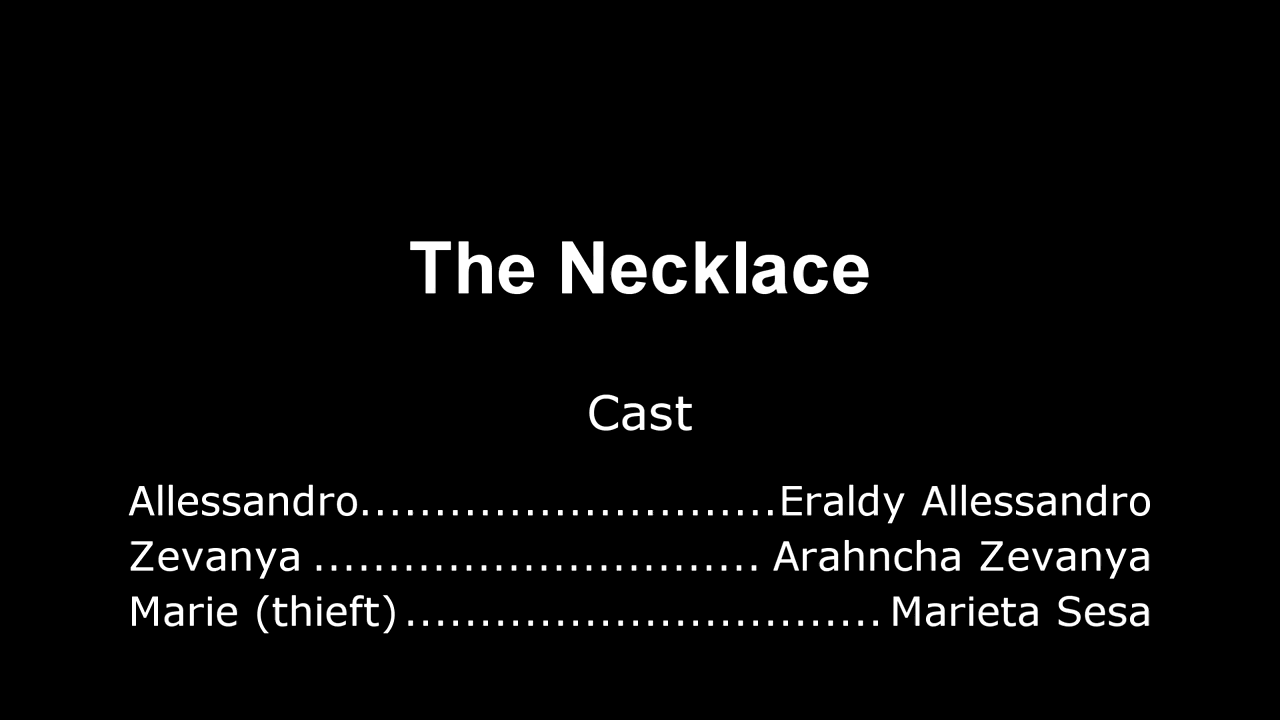 The Necklace
Cast
Allessandro............................Eraldy Allessandro
Zevanya .............................. Arahncha Zevanya
Marie (thieft) ................................ Marieta Sesa